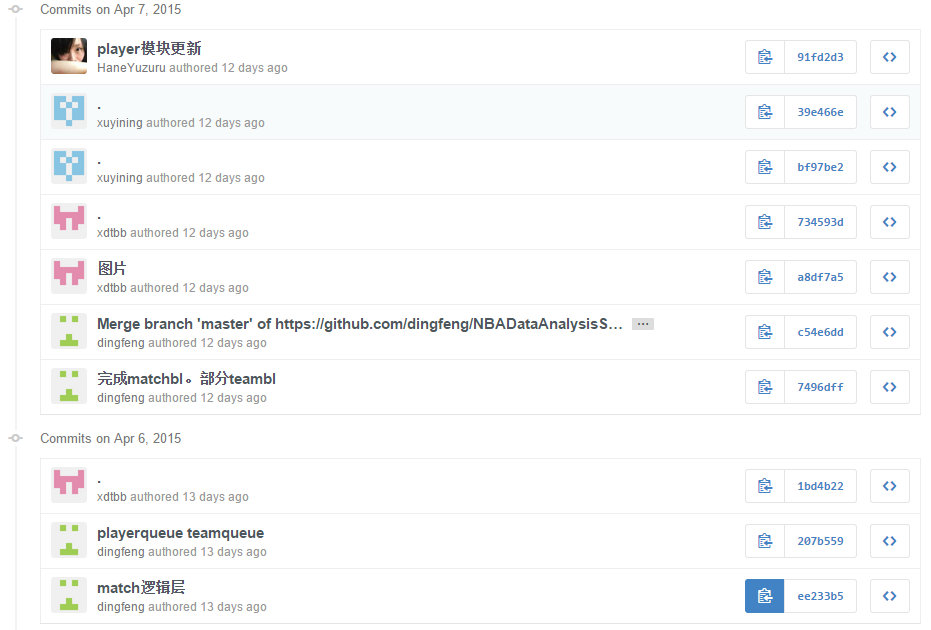 Commits on Apr 7, 2015
player模块更新
HaneYuzuru authored 12 days ago
91fd2d3
.
xuyining authored 12 days ago
39e466e
.
xuyining authored 12 days ago
bf97be2
.
xdtbb authored 12 days ago
734593d
图片
xdtbb authored 12 days ago
a8df7a5
Merge branch 'master' of https://github.com/dingfeng/NBADataAnalysisS… …
dingfeng authored 12 days ago
c54e6dd
完成matchbl。部分teambl
dingfeng authored 12 days ago
7496dff
Commits on Apr 6, 2015
.
xdtbb authored 13 days ago
1bd4b22
playerqueue teamqueue
dingfeng authored 13 days ago
207b559
match逻辑层
dingfeng authored 13 days ago
ee233b5